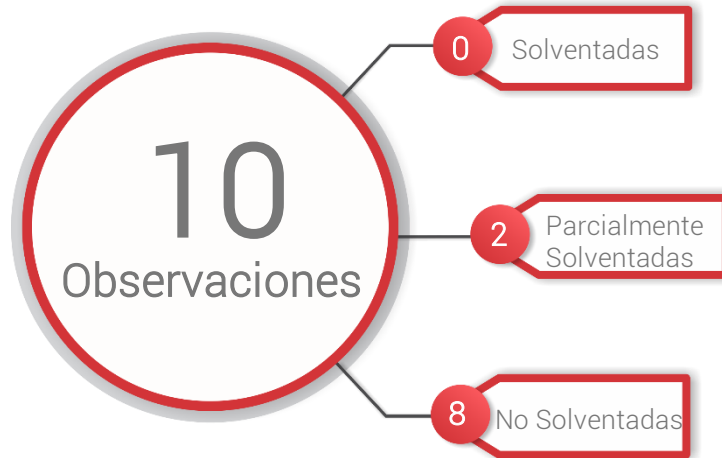 10
Observaciones
0
Solventadas
2
Parcialmente
Solventadas
8
No Solventadas